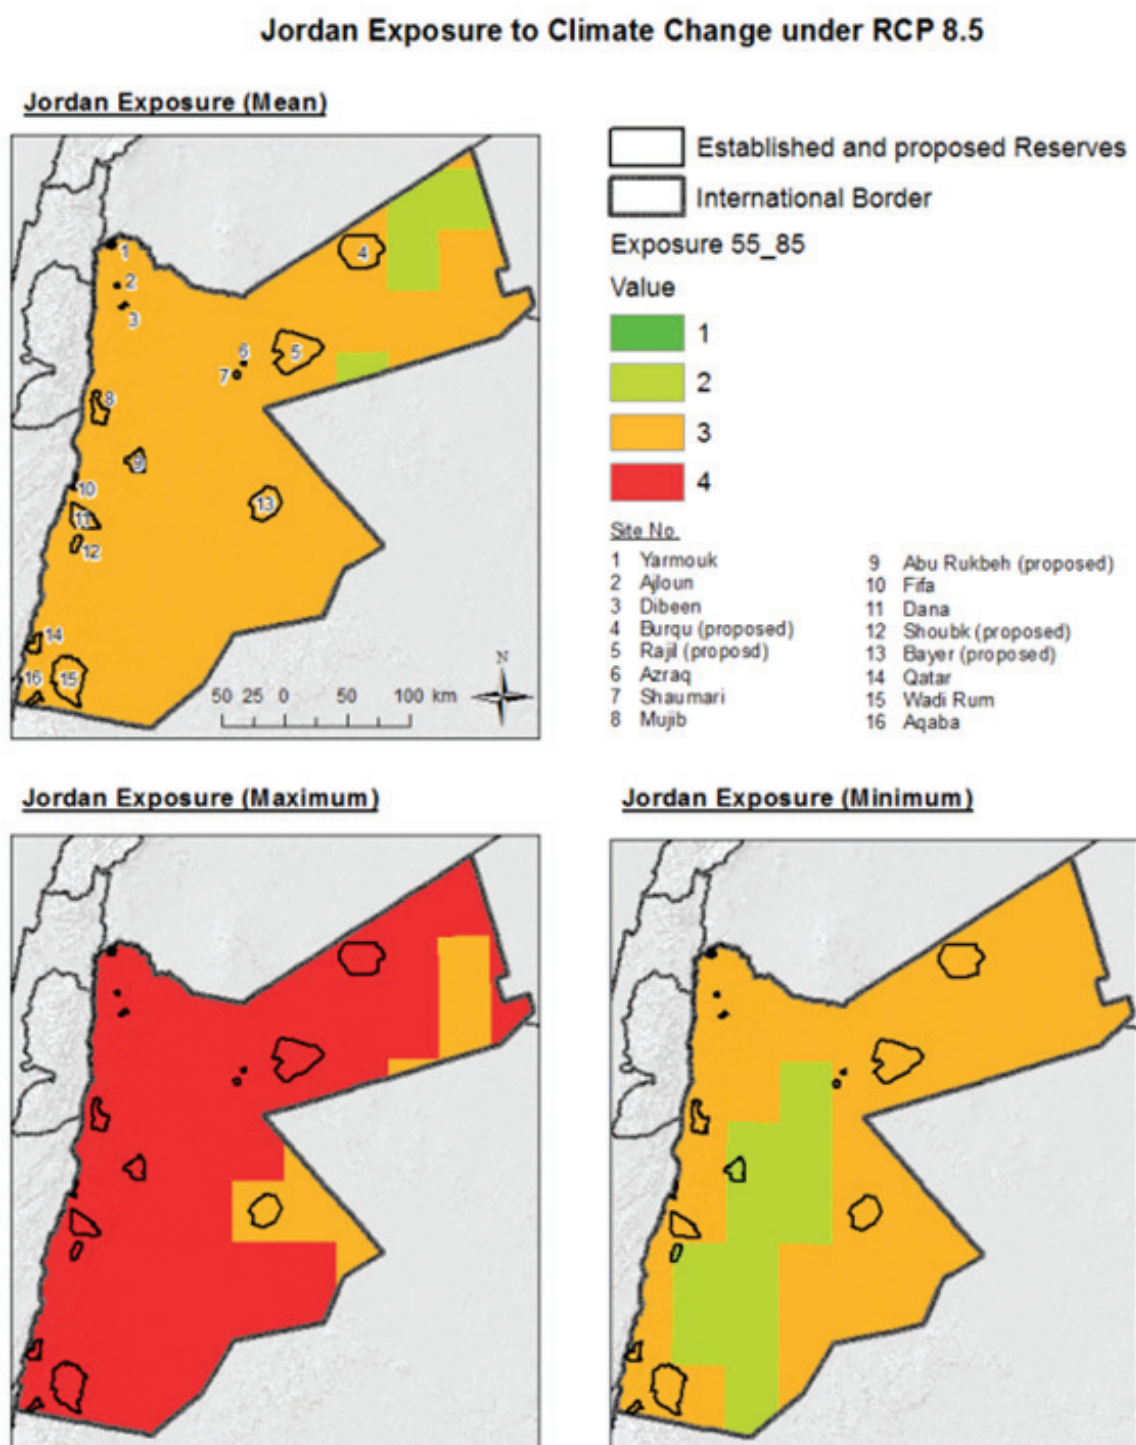 Jordan Exposure to Climate Change under RCP 8.5
Jordan Exposure (Mean)
1
2
3
4
5
6
7
8
9
10
11
12
13
14
15
16
N
50 25 0 50 100 km
Established and proposed Reserves
International Border
Exposure 55_85
Value
1
2
3
4
Site No.
1 Yarmouk
2 Ajloun
3 Dibeen
4 Burqu (proposed)
5 Rajil (proposd)
6 Azraq
7 Shaumari
8 Mujib
9 Abu Rukbeh (proposed)
10 Fifa
11 Dana
12 Shoubk (proposed)
13 Bayer (proposed)
14 Qatar
15 Wadi Rum
16 Aqaba
Jordan Exposure (Maximum)
Jordan Exposure (Minimum)